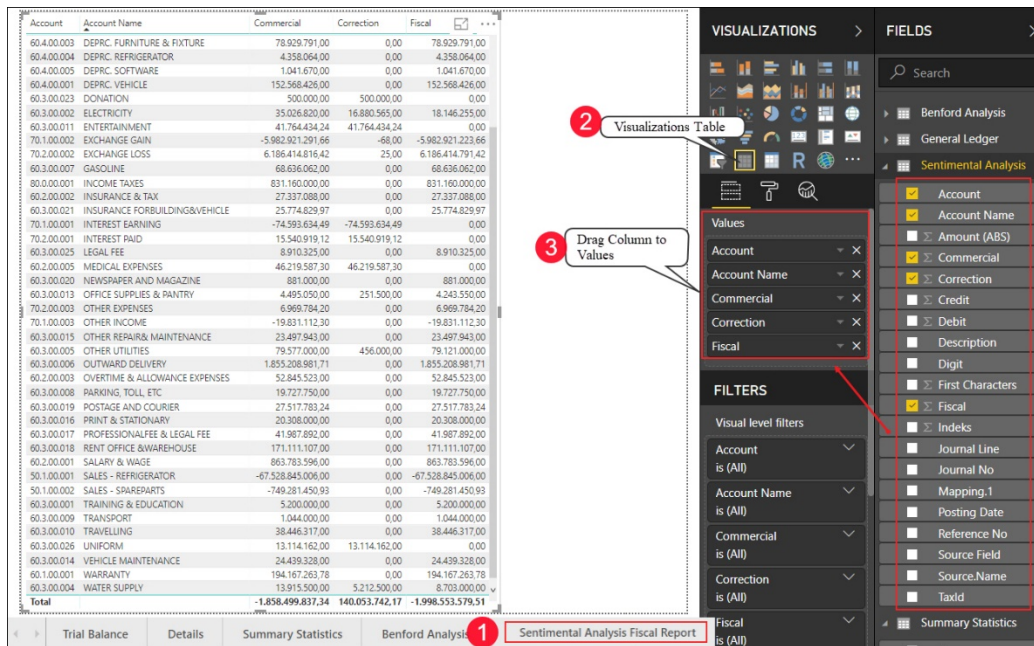 Account Account Name Commercial Correction Fiscal
60.4.00.003 DEPRC. FURNITURE & FIXTURE 78.929.791,00 0,00 78.929.791,00
60.4.00.004 DEPRC. REFRIGERATOR 4.358.064,00 0,00 4.358.064,00
60.4.00.005 DEPRC. SOFTWARE 1.041.670,00 0,00 1.041.670,00
60.4.00.001 DEPRC. VEHICLE 152.568.426,00 0,00 152.568.426,00
60.3.00.023 DONATION 500.000,00 500.000,00 0,00
60.3.00.002 ELECTRICITY 35.026.820,00 16.880.565,00 18.146.255,00
60.3.00.011 ENTERTAINMENT 41.764.434,24 41.764.434,24 0,00
70.1.00.002 EXCHANGE GAIN -5.982.921.291,66 -68,00 -5.982.921.223,66
70.2.00.002 EXCHANGE LOSS 6.186.414.816,42 25,00 6.186.414.791,42
60.3.00.007 GASOLINE 68.636.062,00 0,00 68.636.062,00
80.0.00.001 INCOME TAXES 831.160.000,00 0,00 831.160.000,00
60.2.00.002 INSURANCE & TAX 27.337.088,00 0,00 27.337.088,00
60.3.00.021 INSURANCE FORBUILDING&VEHICLE 25.774.829,97 0,00 25.774.829,97
70.1.00.001 INTEREST EARNING -74.593.634,49 -74.593.634,49 0,00
70.2.00.001 INTEREST PAID 15.540.919,12 15.540.919,12 0,00
60.3.00.025 LEGAL FEE 8.910.325,00 0,00 8.910.325,00
60.2.00.005 MEDICAL EXPENSES 46.219.587,30 46.219.587,30 0,00
60.3.00.020 NEWSPAPER AND MAGAZINE 881.000,00 0,00 881.000,00
60.3.00.013 OFFICE SUPPLIES & PANTRY 4.495.050,00 251.500,00 4.243.550,00
70.2.00.003 OTHER EXPENSES 6.969.784,20 0,00 6.969.784,20
70.1.00.003 OTHER INCOME -19.831.112,30 0,00 -19.831.112,30
60.3.00.015 OTHER REPAIR& MAINTENANCE 23.497.943,00 0,00 23.497.943,00
60.3.00.005 OTHER UTILITIES 79.577.000,00 456.000,00 79.121.000,00
60.3.00.006 OUTWARD DELIVERY 1.855.208.981,71 0,00 1.855.208.981,71
60.2.00.003 OVERTIME & ALLOWANCE EXPENSES 52.845.523,00 0,00 52.845.523,00
60.3.00.008 PARKING, TOLL, ETC 19.727.750,00 0,00 19.727.750,00
60.3.00.019 POSTAGE AND COURIER 27.517.783,24 0,00 27.517.783,24
60.3.00.016 PRINT & STATIONARY 20.308.000,00 0,00 20.308.000,00
60.3.00.017 PROFESSIONALFEE & LEGAL FEE 41.987.892,00 0,00 41.987.892,00
60.3.00.018 RENT OFFICE &WAREHOUSE 171.111.107,00 0,00 171.111.107,00
60.2.00.001 SALARY & WAGE 863.783.596,00 0,00 863.783.596,00
50.1.00.001 SALES - REFRIGERATOR -67.528.845.006,00 0,00 -67.528.845.006,00
50.1.00.002 SALES - SPAREPARTS -749.281.450,93 0,00 -749.281.450,93
60.3.00.001 TRAINING & EDUCATION 5.200.000,00 0,00 5.200.000,00
60.3.00.009 TRANSPORT 1.044.000,00 0,00 1.044.000,00
60.3.00.010 TRAVELLING 38.446.317,00 0,00 38.446.317,00
60.3.00.026 UNIFORM 13.114.162,00 13.114.162,00 0,00
60.3.00.014 VEHICLE MAINTENANCE 24.439.328,00 0,00 24.439.328,00
60.1.00.001 WARRANTY 194.167.263,78 0,00 194.167.263,78
60.3.00.004 WATER SUPPLY 13.915.500,00 5.212.500,00 8.703.000,00
Total -1.858.499.837,34 140.053.742,17 -1.998.553.579,51
Trial Balance Details Summary Statistics Benford Analysis 1 Sentimental Analysis Fiscal Report
2 Visualizations Table
3 Drag Column to
Values
VISUALIZATIONS
R
Values
Account
Account Name
Commercial
Correction
Fiscal
FILTERS
Visual level filters
Account
is (All)
Account Name
is (All)
Commercial
is (All)
Correction
is (All)
Fiscal
is (All)
FIELDS
Search
Benford Analysis
General Ledger
Sentimental Analysis
Account
Account Name
Σ Amount (ABS)
Σ Commercial
Σ Correction
Σ Credit
Σ Debit
Description
Digit
Σ First Characters
Σ Fiscal
Σ Indeks
Journal Line
Journal No
Mapping.1
Posting Date
Reference No
Source Field
Source.Name
TaxId
Summary Statistics